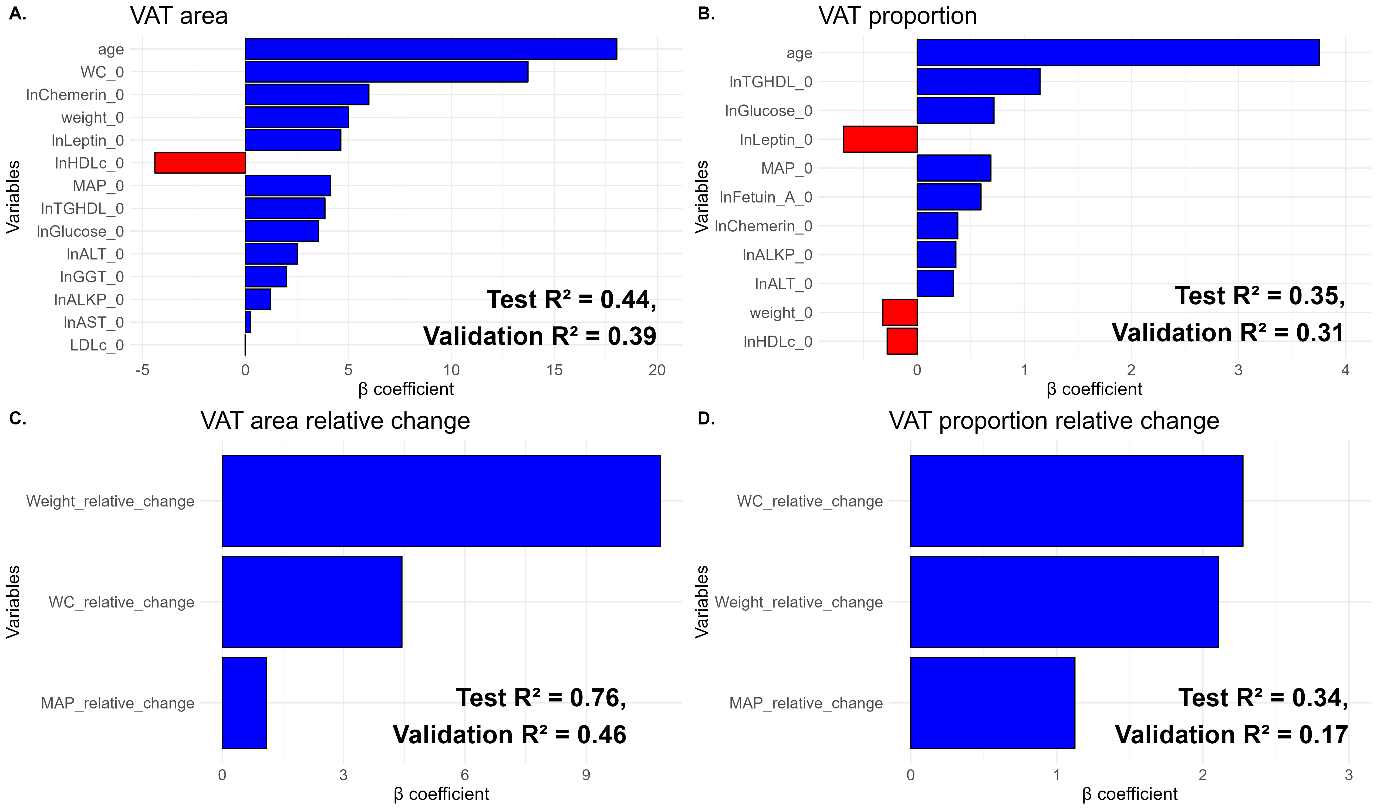 A.
VAT area
age
WC_0
lnChemerin_0
weight_0
lnLeptin_0
lnHDLc_0
MAP_0
lnTGHDL_0
lnGlucose_0
lnALT_0
lnGGT_0
lnALKP_0
lnAST_0
LDLc_0
Variables
Test R² = 0.44,
Validation R² = 0.39
-5 0 5 10 15 20
β coefficient
B.
VAT proportion
age
lnTGHDL_0
lnGlucose_0
lnLeptin_0
MAP_0
lnFetuin_A_0
lnChemerin_0
lnALKP_0
lnALT_0
weight_0
lnHDLc_0
Variables
Test R² = 0.35,
Validation R² = 0.31
0 1 2 3 4
β coefficient
C.
VAT area relative change
Weight_relative_change
WC_relative_change
MAP_relative_change
Variables
Test R² = 0.76,
Validation R² = 0.46
0 3 6 9
β coefficient
D.
VAT proportion relative change
WC_relative_change
Weight_relative_change
MAP_relative_change
Variables
Test R² = 0.34,
Validation R² = 0.17
0 1 2 3
β coefficient